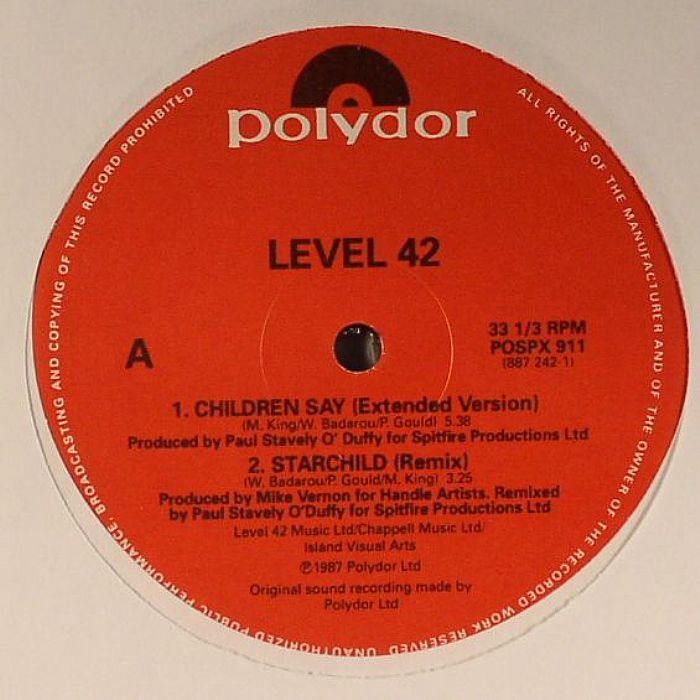 polydor
LEVEL 42
A
33 1/3 RPM
POSPX 911
(887 242-1)
1. CHILDREN SAY (Extended Version)
(M. King/W. Badarou/P. Gould) 5.38
Produced by Paul Stavely O' Duffy for Spitfire Productions Ltd
2. STARCHILD (Remix)
(W. Badarou/P. Gould/M. King) 3.25
Produced by Mike Vernon for Handle Artists. Remixed
by Paul Stavely O'Duffy for Spitfire Productions Ltd
Level 42 Music Ltd/Chappell Music Ltd/
Island Visual Arts
℗1987 Polydor Ltd
Original sound recording made by
Polydor Ltd
ALL RIGHTS OF THE MANUFACTURER AND OF THE OWNER OF THE RECORDED WORK RESERVED UNAUTHORIZED PUBLIC PERFORMANCE, BROADCASTING AND COPYING OF THIS RECORD PROHIBITED